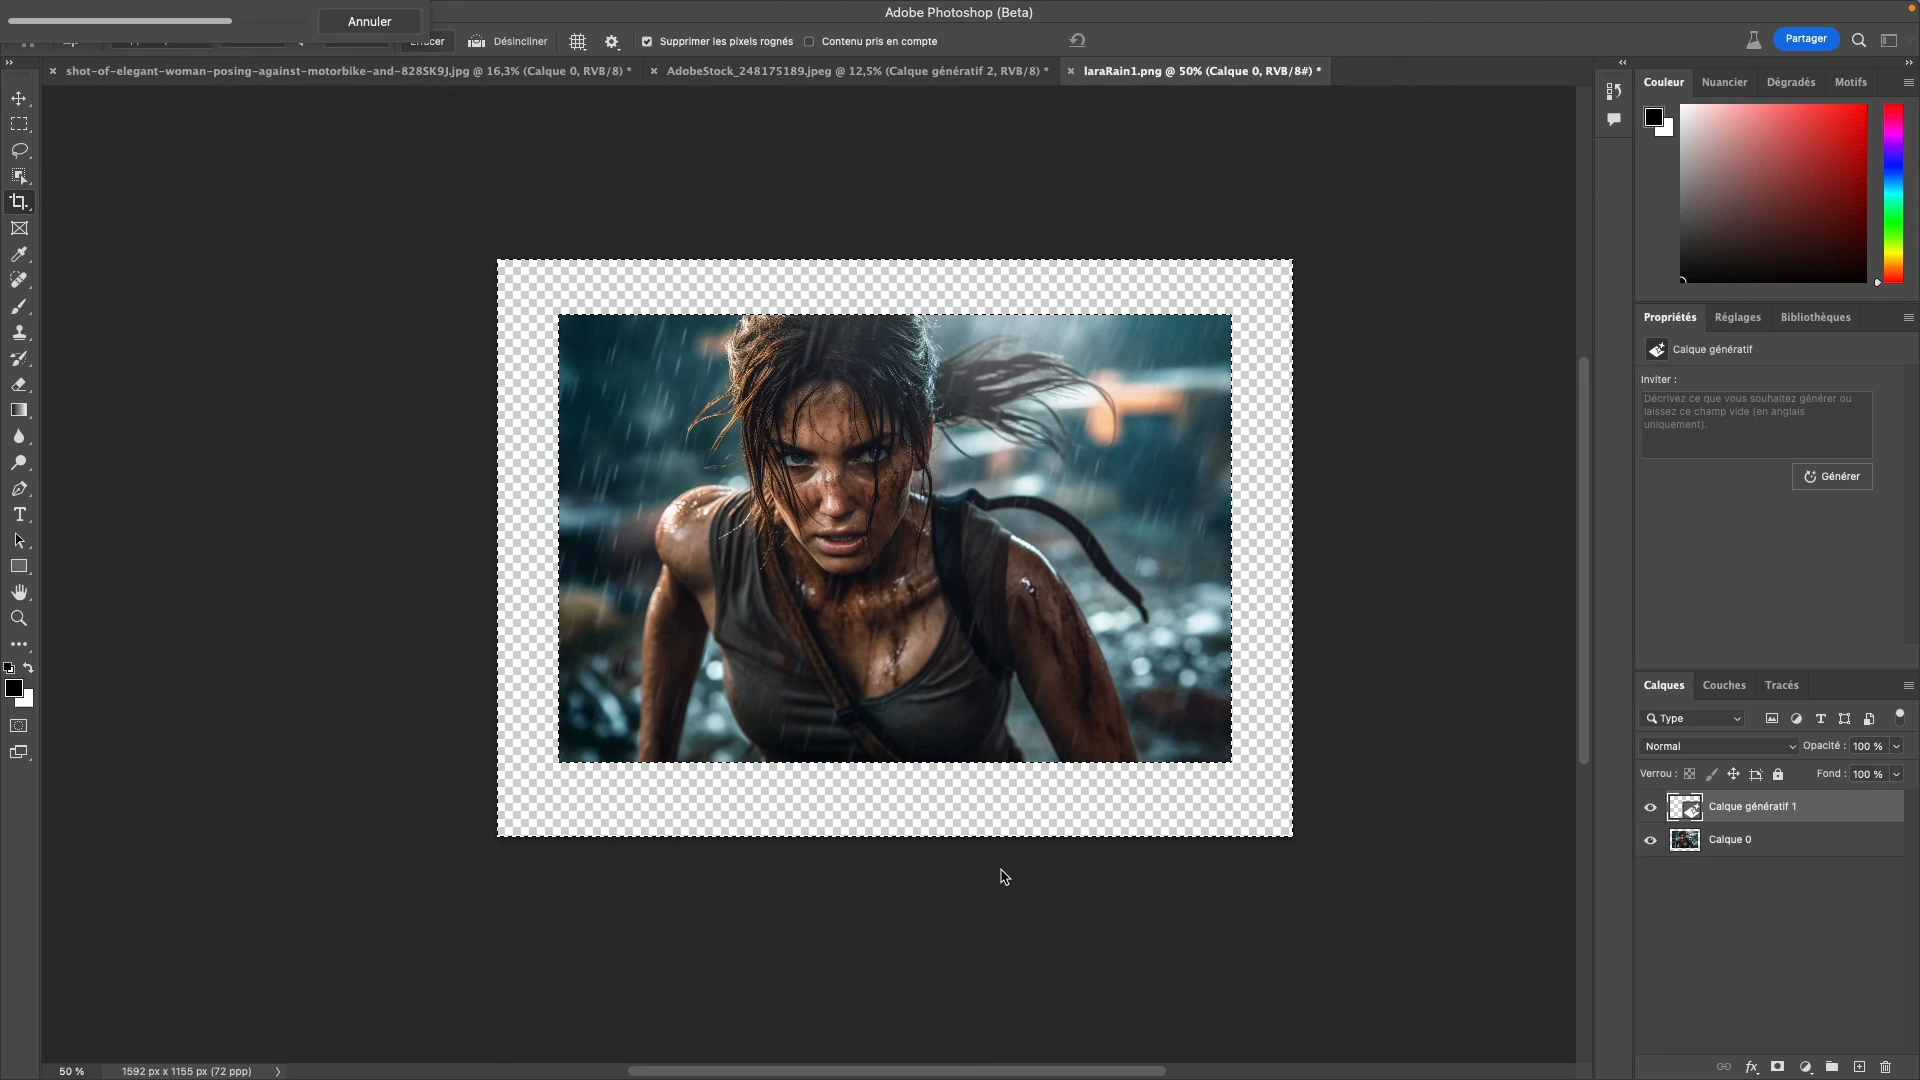 Annuler
Adobe Photoshop (Beta)
Désincliner
Supprimer les pixels rognés
Contenu pris en compte
Partager
shot-of-elegant-woman-posing-against-motorbike-and-828SK9J.jpg @ 16,3% (Calque 0, RVB/8) *
AdobeStock_248175189.jpeg @ 12,5% (Calque génératif 2, RVB/8) *
laraRain1.png @ 50% (Calque 0, RVB/8#) *
Couleur
Nuancier
Dégradés
Motifs
Propriétés
Réglages
Bibliothèques
Calque génératif
Inviter :
Décrivez ce que vous souhaitez générer ou
laissez ce champ vide (en anglais
uniquement).
Générer
Calques
Couches
Tracés
Type
Normal
Opacité : 100 %
Verrou :
Fond : 100 %
Calque génératif 1
Calque 0
50 %
1592 px x 1155 px (72 ppp)